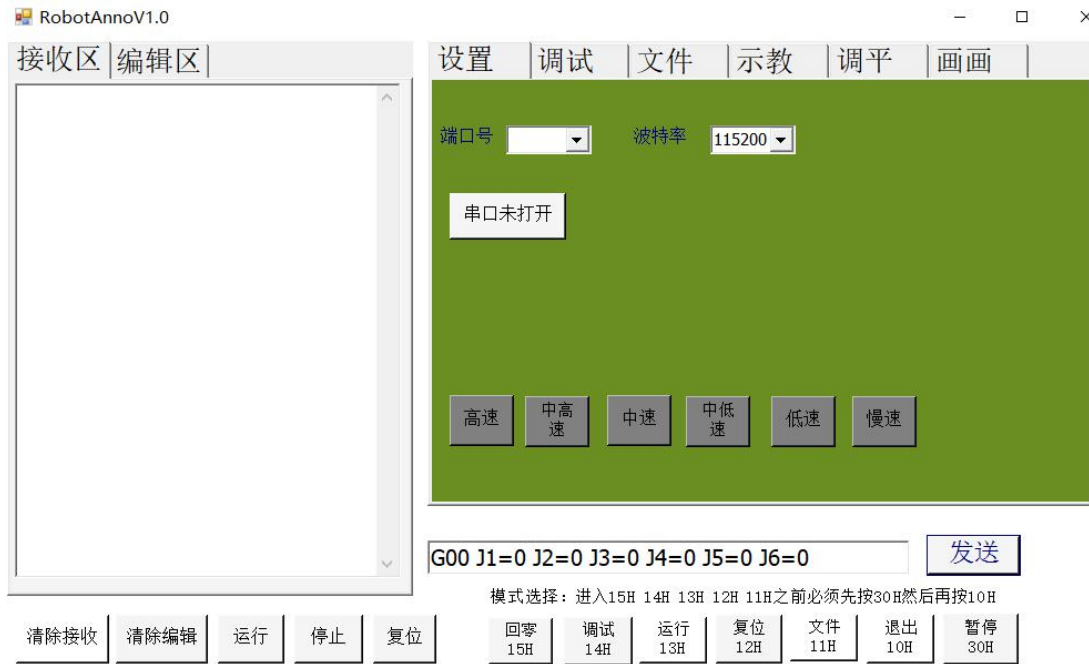 RobotAnnoV1.0
接收区 编辑区
设置 调试 文件 示教 调平 画画
端口号 波特率 115200
串口未打开
高速 中高速 中速 中低速 低速 慢速
G00 J1=0 J2=0 J3=0 J4=0 J5=0 J6=0 发送
模式选择：进入15H 14H 13H 12H 11H之前必须先按30H然后再按10H
清除接收 清除编辑 运行 停止 复位
回零 调试 运行 复位 文件 退出 暂停
15H 14H 13H 12H 11H 10H 30H